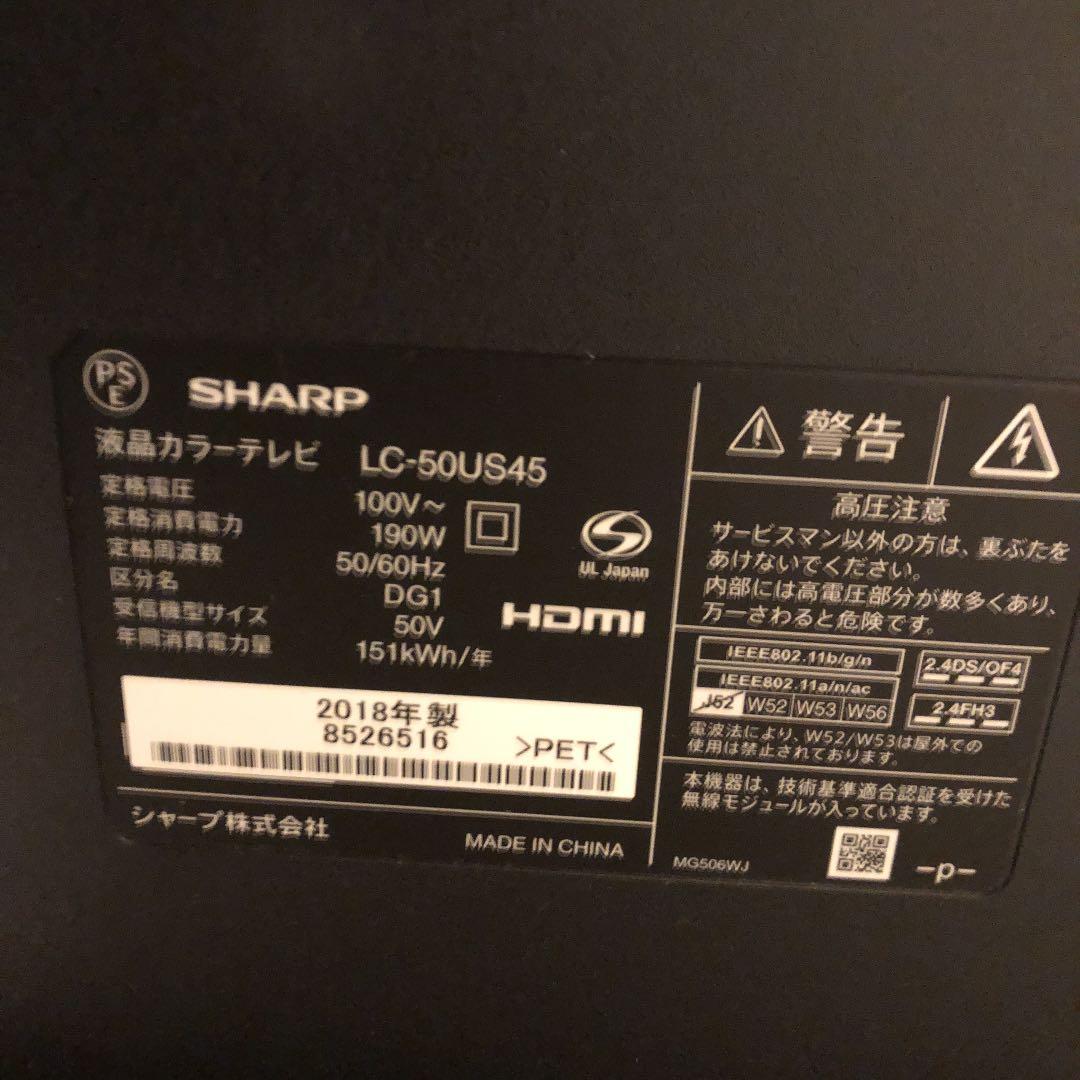 PSE
SHARP
液晶カラーテレビ LC-50US45
定格電圧 100V～
定格消費電力 190W
定格周波数 50/60Hz
区分名 DG1
受信機型サイズ 50V
年間消費電力量 151kWh/年
UL Japan
HDMI
2018年製
8526516
>PET<
シャープ株式会社
MADE IN CHINA
警告
高圧注意
サービスマン以外の方は、裏ぶたを
あけないでください。
内部には高電圧部分が数多くあり、
万一さわると危険です。
IEEE802.11b/g/n
IEEE802.11a/n/ac
J52 W52 W53 W56
2.4DS/OF4
2.4FH3
電波法により、W52/W53は屋外での
使用は禁止されております。
本機器は、技術基準適合認証を受けた
無線モジュールが入っています。
MG506WJ
-p-